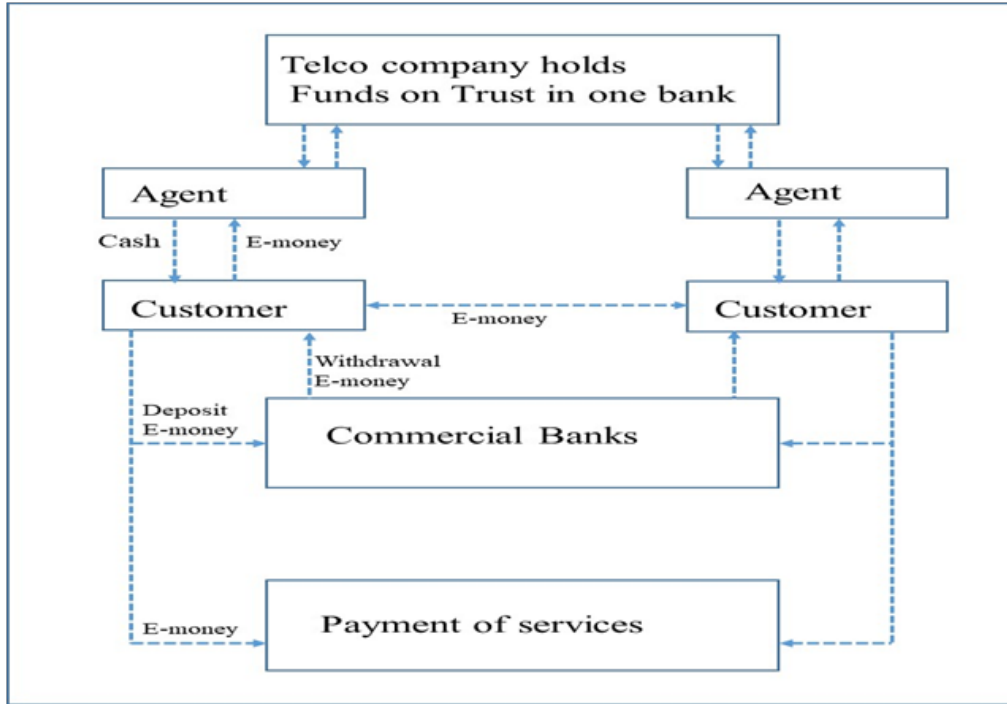 Telco company holds
Funds on Trust in one bank
Agent
Agent
Cash
E-money
Customer
Customer
E-money
Withdrawal
E-money
Deposit
E-money
Commercial Banks
Payment of services
E-money